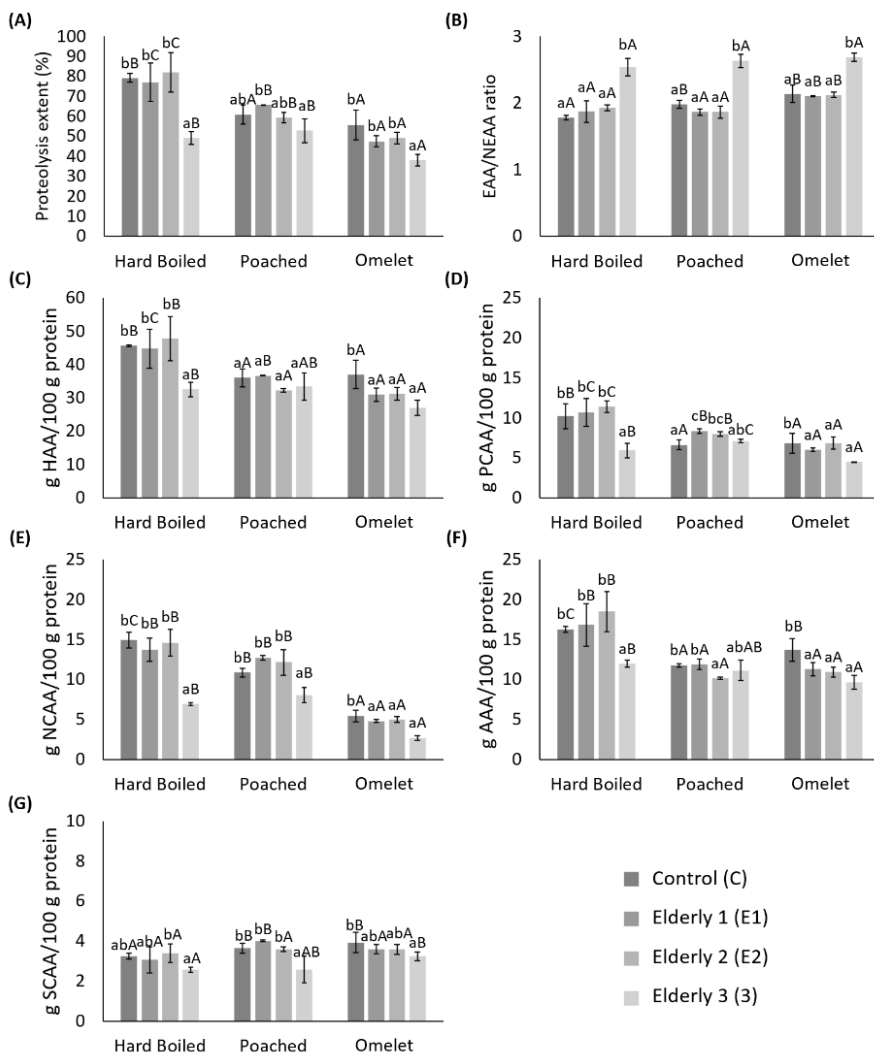 (A)
Proteolysis extent (%)
100
90
80
70
60
50
40
30
20
10
0
bB bC bC aB
abA bB abB aB
bA bA bA aA
Hard Boiled Poached Omelet
(B)
EAA/NEAA ratio
3
2
1
0
aA aA aA bA
aB aA aA bA
aB aB aB bA
Hard Boiled Poached Omelet
(C)
g HAA/100 g protein
60
50
40
30
20
10
0
bB bC bB aB
aA aB aA aAB
bA aA aA aA
Hard Boiled Poached Omelet
(D)
g PCAA/100 g protein
25
20
15
10
5
0
bB bC bC aB
aA cB bcB abC
bA aA aA aA
Hard Boiled Poached Omelet
(E)
g NCAA/100 g protein
25
20
15
10
5
0
bC bB bB aB
bB bB bB aB
bA bA bA aA
Hard Boiled Poached Omelet
(F)
g AAA/100 g protein
25
20
15
10
5
0
bC bB bB aB
bA bA aA abAB
bB aA aA aA
Hard Boiled Poached Omelet
(G)
g SCAA/100 g protein
10
8
6
4
2
0
abA abA bA aA
bB bB bA aAB
bB abA abA aB
Hard Boiled Poached Omelet
Control (C)
Elderly 1 (E1)
Elderly 2 (E2)
Elderly 3 (3)